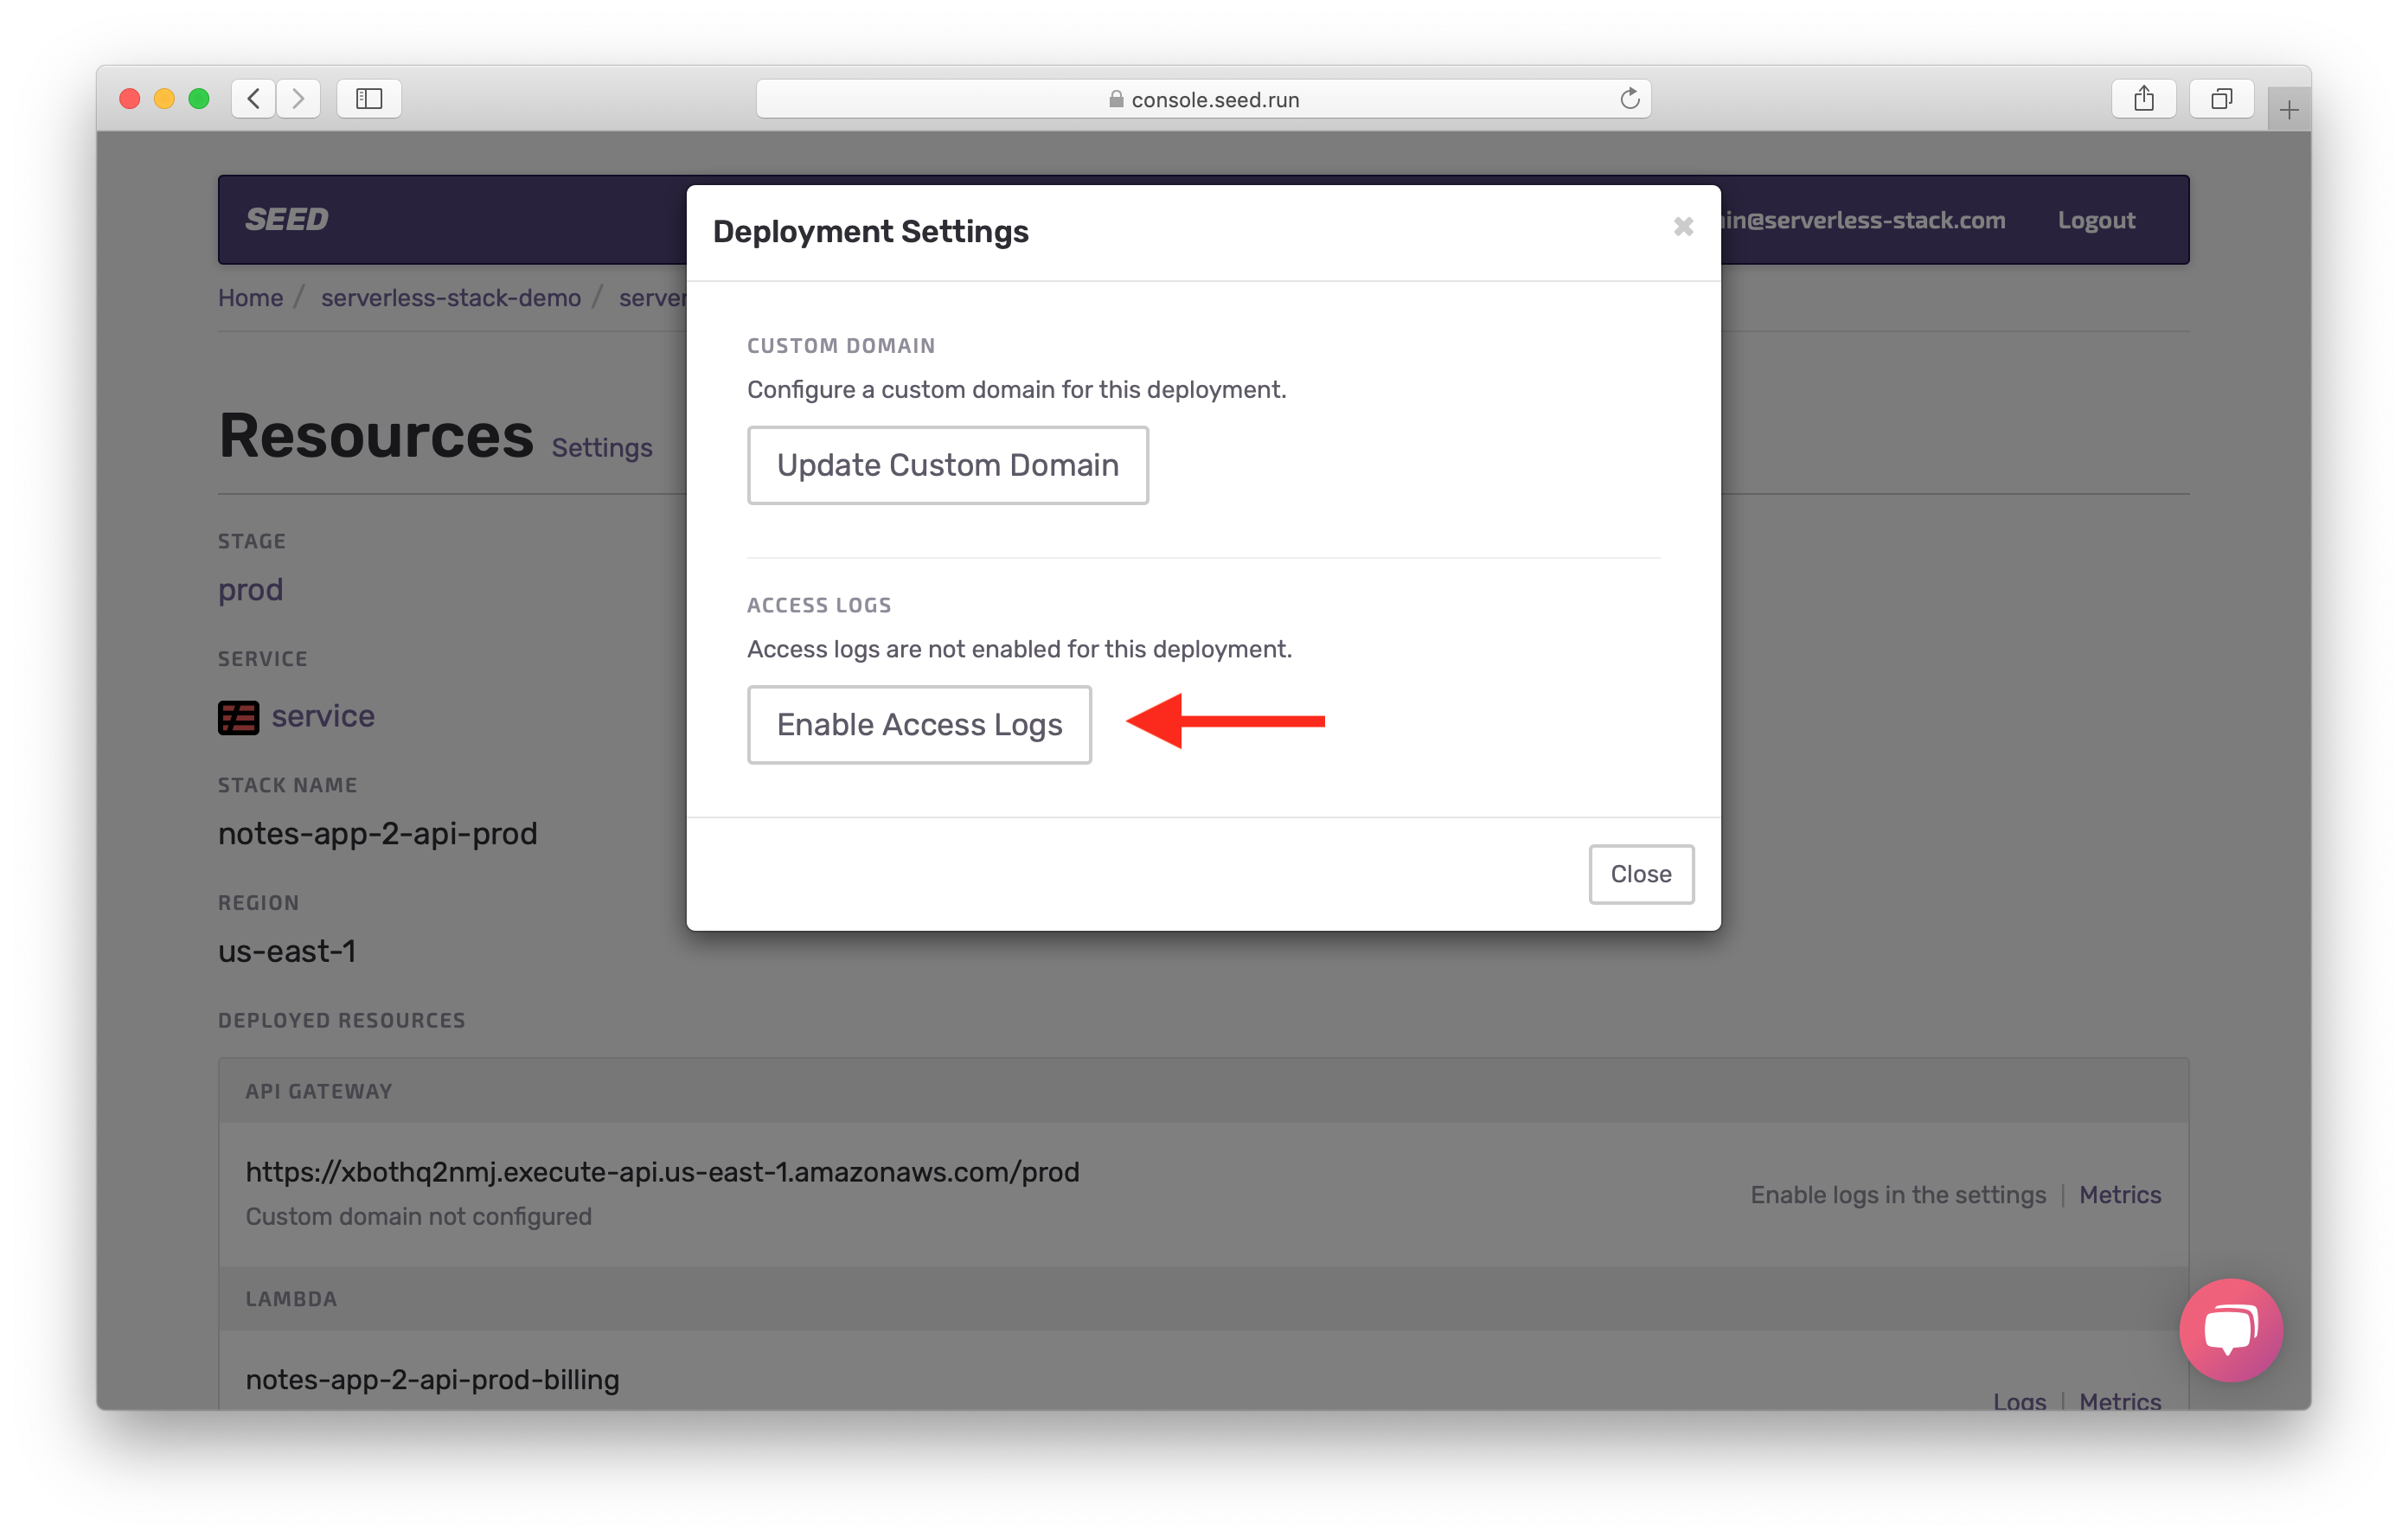 console.seed.run
SEED
in@serverless-stack.com
Logout
Home / serverless-stack-demo /
Deployment Settings
CUSTOM DOMAIN
Configure a custom domain for this deployment.
Update Custom Domain
ACCESS LOGS
Access logs are not enabled for this deployment.
Enable Access Logs
Close
Resources Settings
STAGE
prod
SERVICE
service
STACK NAME
notes-app-2-api-prod
REGION
us-east-1
DEPLOYED RESOURCES
API GATEWAY
https://xbothq2nmj.execute-api.us-east-1.amazonaws.com/prod
Custom domain not configured
Enable logs in the settings | Metrics
LAMBDA
notes-app-2-api-prod-billing
Logs | Metrics